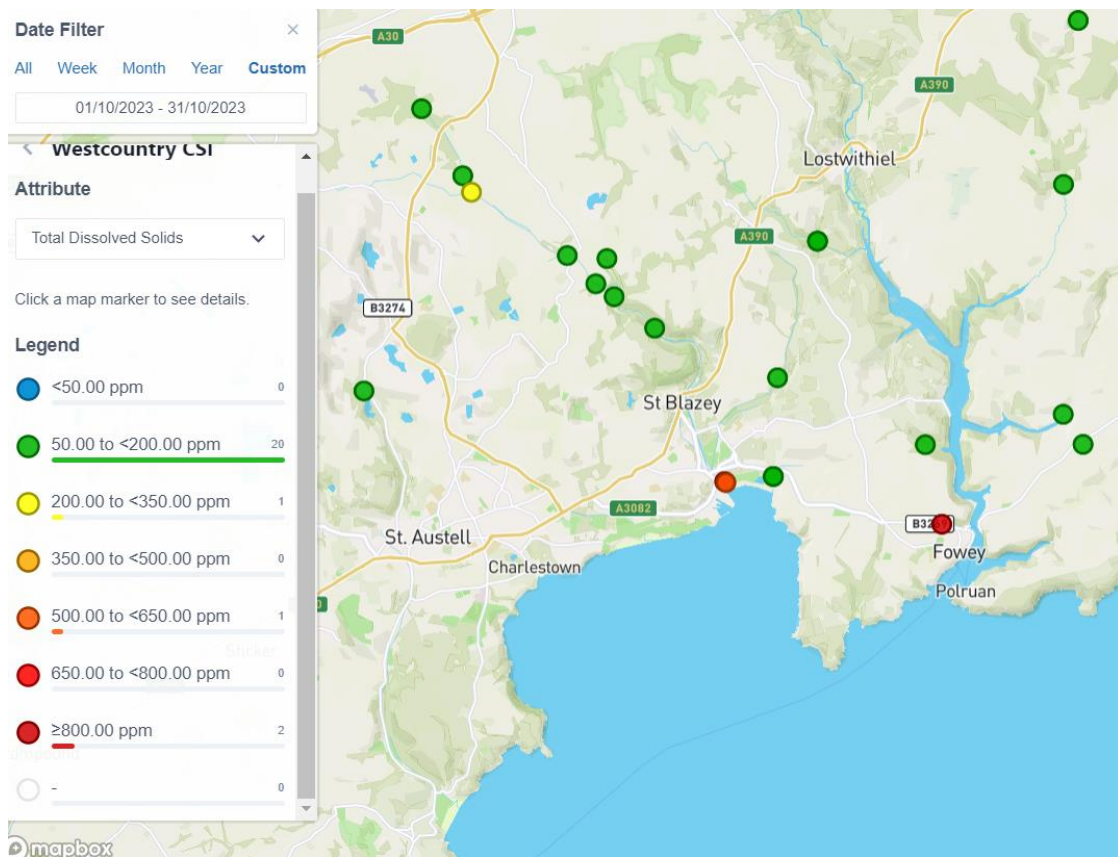 Date Filter ×
All Week Month Year Custom
01/10/2023 - 31/10/2023
Westcountry CSI
Attribute
Total Dissolved Solids
Click a map marker to see details.
Legend
<50.00 ppm 0
50.00 to <200.00 ppm 20
200.00 to <350.00 ppm 1
350.00 to <500.00 ppm 0
500.00 to <650.00 ppm 1
650.00 to <800.00 ppm 0
≥800.00 ppm 2
- 0
mapbox
A30
A390
Lostwithiel
A390
B3274
St Blazey
A3082
St. Austell
Charlestown
Fowey
Polruan
Sticker